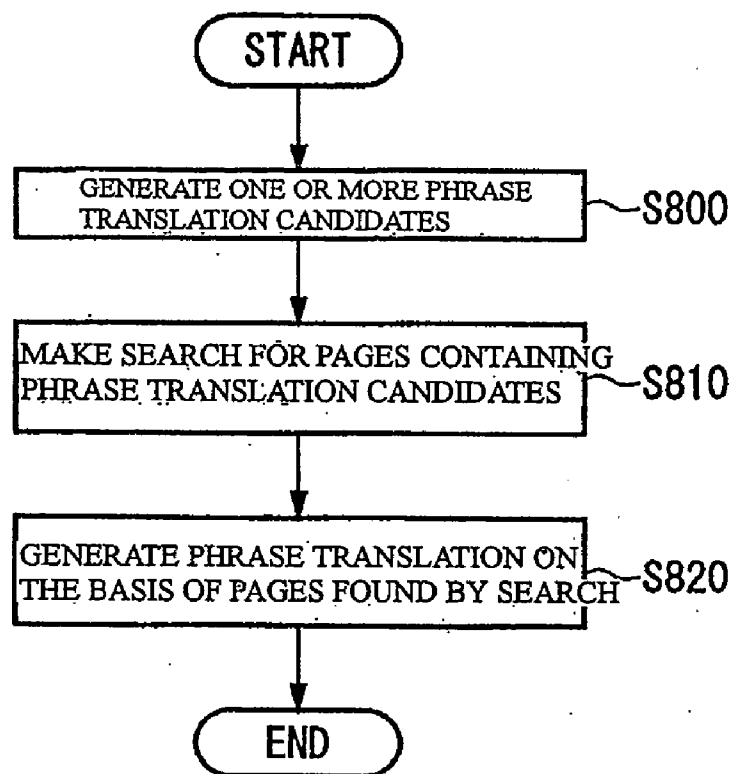 START
GENERATE ONE OR MORE PHRASE
TRANSLATION CANDIDATES
S800
MAKE SEARCH FOR PAGES CONTAINING
PHRASE TRANSLATION CANDIDATES
S810
GENERATE PHRASE TRANSLATION ON
THE BASIS OF PAGES FOUND BY SEARCH
S820
END